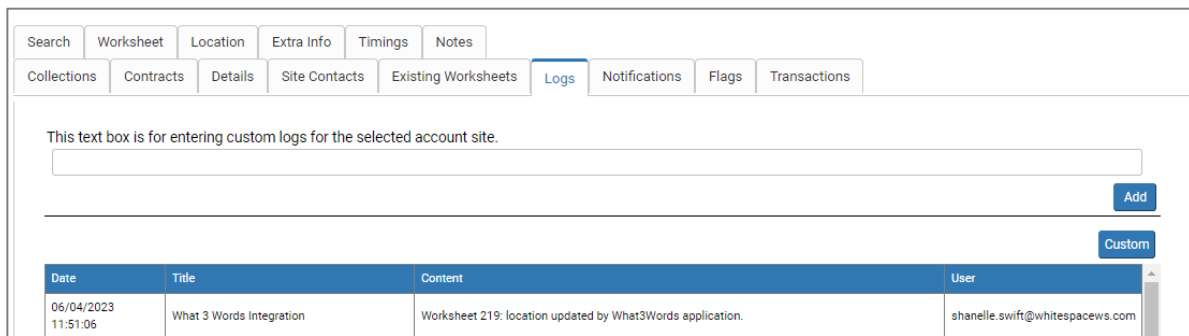 Search Worksheet Location Extra Info Timings Notes
Collections Contracts Details Site Contacts Existing Worksheets Logs Notifications Flags Transactions
This text box is for entering custom logs for the selected account site.
Add
Custom
Date Title Content User
06/04/2023
11:51:06 What 3 Words Integration Worksheet 219: location updated by What3Words application. shanelle.swift@whitespacews.com